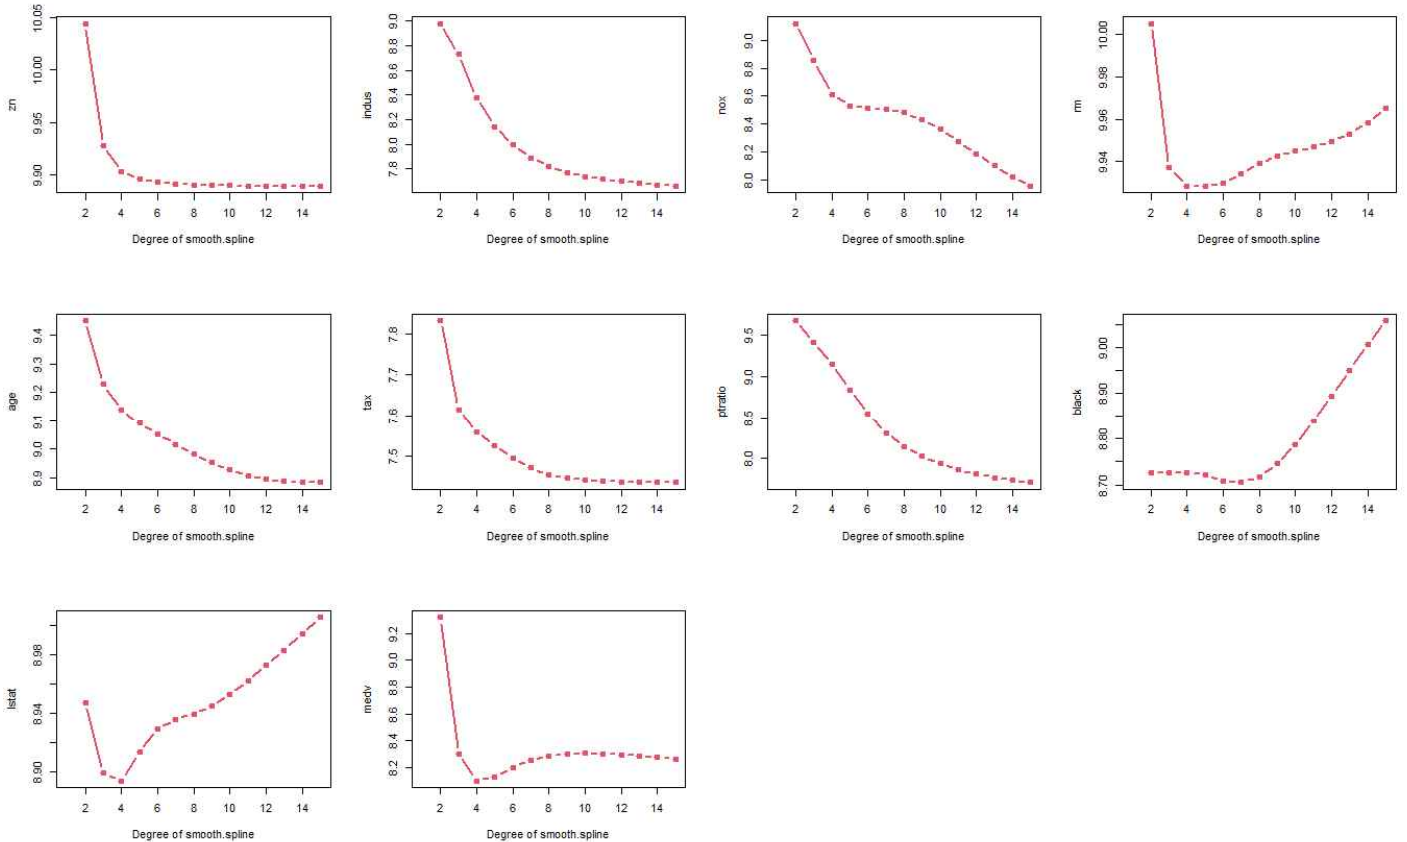 zn
9.90 9.95 10.00 10.05
2 4 6 8 10 12 14
Degree of smooth.spline
indus
7.8 8.0 8.2 8.4 8.6 8.8 9.0
2 4 6 8 10 12 14
Degree of smooth.spline
nox
8.0 8.2 8.4 8.6 8.8 9.0
2 4 6 8 10 12 14
Degree of smooth.spline
rm
9.94 9.96 9.98 10.00
2 4 6 8 10 12 14
Degree of smooth.spline
age
8.9 9.0 9.1 9.2 9.3 9.4
2 4 6 8 10 12 14
Degree of smooth.spline
tax
7.5 7.6 7.7 7.8
2 4 6 8 10 12 14
Degree of smooth.spline
ptratio
8.0 8.5 9.0 9.5
2 4 6 8 10 12 14
Degree of smooth.spline
black
8.70 8.80 8.90 9.00
2 4 6 8 10 12 14
Degree of smooth.spline
lstat
8.90 8.94 8.98
2 4 6 8 10 12 14
Degree of smooth.spline
medv
8.2 8.4 8.6 8.8 9.0 9.2
2 4 6 8 10 12 14
Degree of smooth.spline